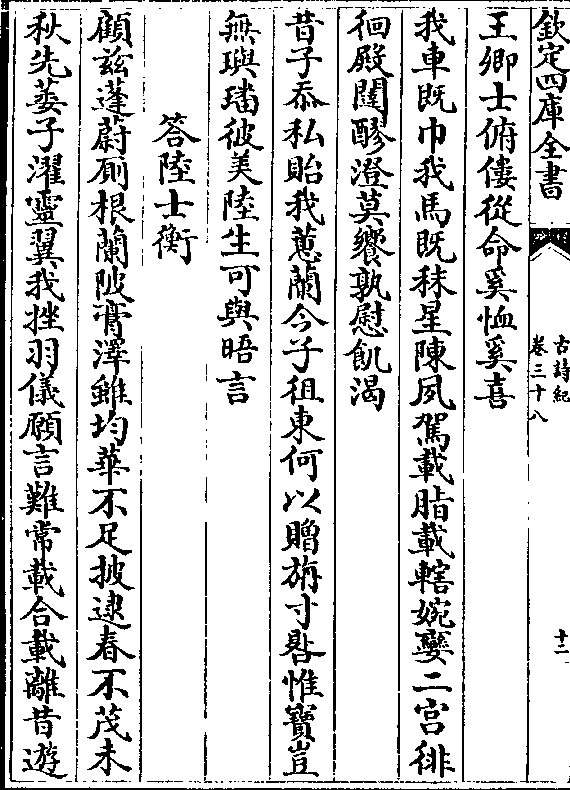 欽定四庫全書
古詩紀
卷三十八
十二
王卿士俯僂從命奚恤奚喜
我車既巾我馬既秣星陳夙駕載脂載轄婉孌二宫徘
徊殿闥醪澄莫饗孰慰飢渴
昔子忝私貽我蕙蘭今子徂東何以贈旃寸晷惟寶豈
無璵璠彼美陸生可與晤言
答陸士衡
顧兹蓬蔚厠根蘭陂膏澤雖均華不足披逮春不茂未
秋先萎子濯靈翼我挫羽儀願言難常載合載離昔遊